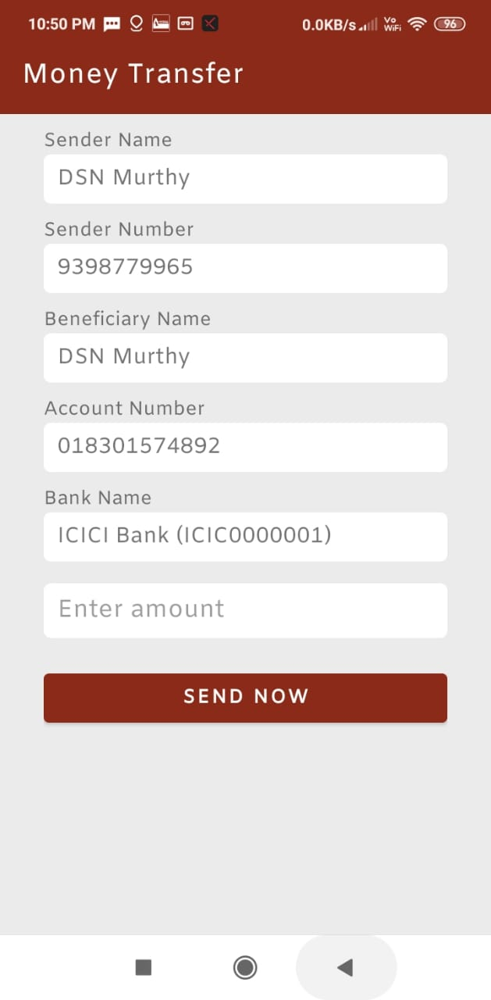 10:50 PM 0.0KB/s Vo WiFi 96
Money Transfer
Sender Name
DSN Murthy
Sender Number
9398779965
Beneficiary Name
DSN Murthy
Account Number
018301574892
Bank Name
ICICI Bank (ICIC0000001)
Enter amount
SEND NOW